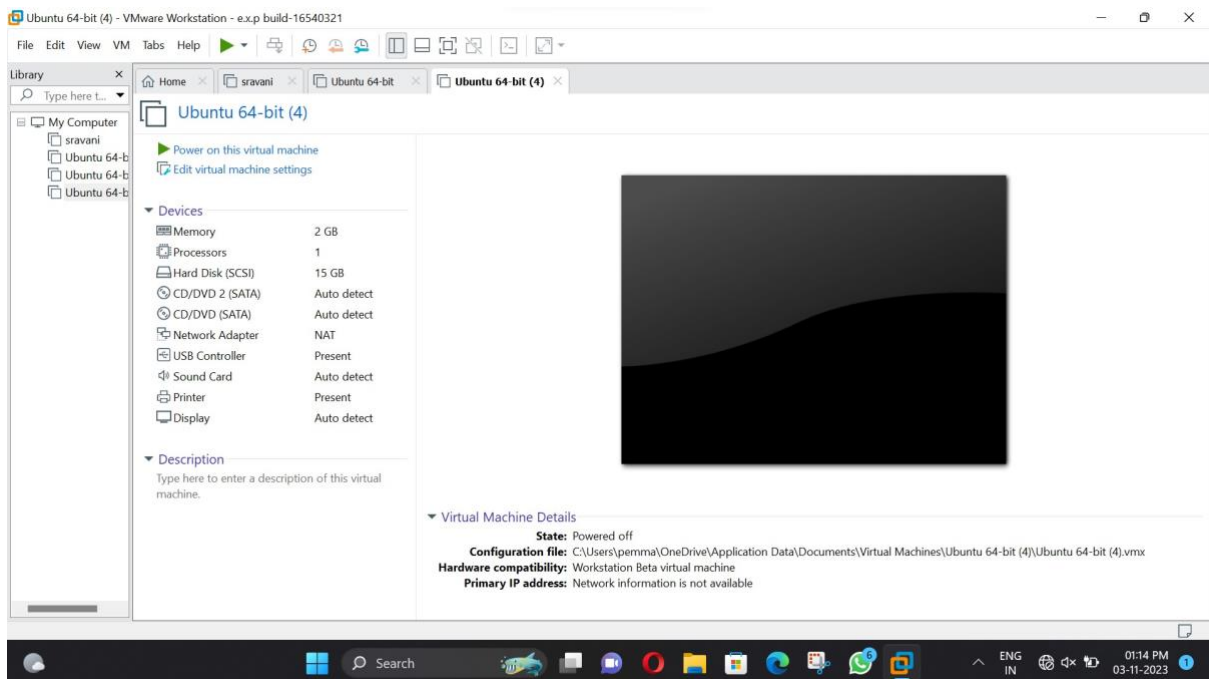 Ubuntu 64-bit (4) - VMware Workstation - e.x.p build-16540321
File Edit View VM Tabs Help
Library
Type here t...
My Computer
sravani
Ubuntu 64-b
Ubuntu 64-b
Ubuntu 64-b
Home
sravani
Ubuntu 64-bit
Ubuntu 64-bit (4)
Ubuntu 64-bit (4)
Power on this virtual machine
Edit virtual machine settings
Devices
Memory 2 GB
Processors 1
Hard Disk (SCSI) 15 GB
CD/DVD 2 (SATA) Auto detect
CD/DVD (SATA) Auto detect
Network Adapter NAT
USB Controller Present
Sound Card Auto detect
Printer Present
Display Auto detect
Description
Type here to enter a description of this virtual
machine.
Virtual Machine Details
State: Powered off
Configuration file: C:\Users\pemma\OneDrive\Application Data\Documents\Virtual Machines\Ubuntu 64-bit (4)\Ubuntu 64-bit (4).vmx
Hardware compatibility: Workstation Beta virtual machine
Primary IP address: Network information is not available
Search
6
ENG
IN
01:14 PM
03-11-2023
1